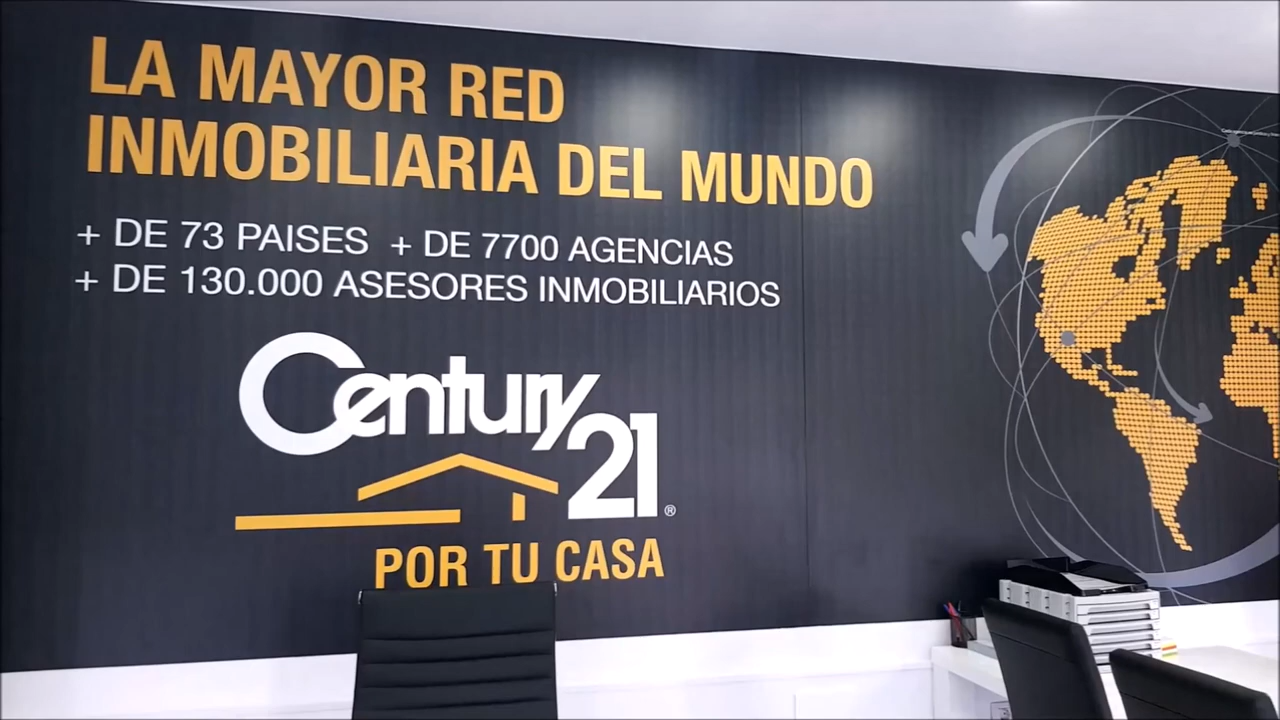 LA MAYOR RED
INMOBILIARIA DEL MUNDO
+ DE 73 PAISES + DE 7700 AGENCIAS
+ DE 130.000 ASESORES INMOBILIARIOS
Century
21®
POR TU CASA